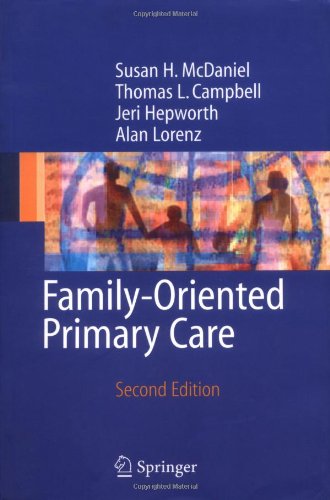 Susan H. McDaniel
Thomas L. Campbell
Jeri Hepworth
Alan Lorenz
Family-Oriented
Primary Care
Second Edition
Springer